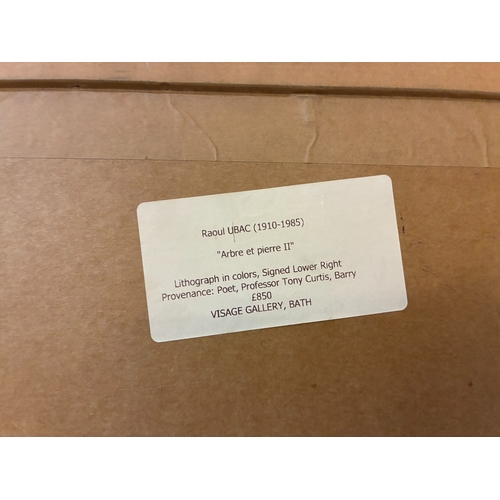 Raoul UBAC (1910-1985)
"Arbre et pierre II"
Lithograph in colors, Signed Lower Right
Provenance: Poet, Professor Tony Curtis, Barry
£850
VISAGE GALLERY, BATH